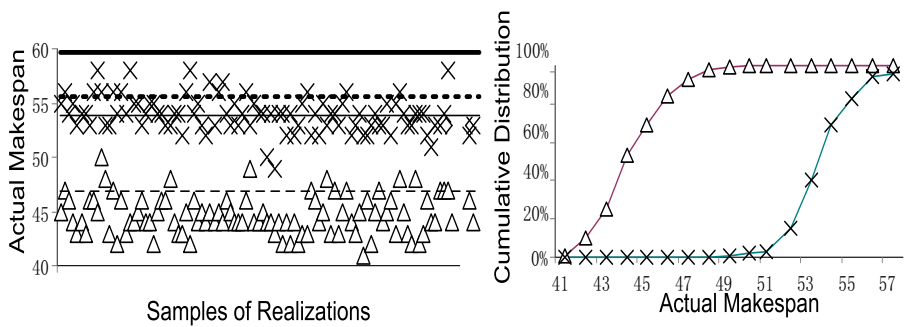 Actual Makespan
60
55
50
45
40
Samples of Realizations
Cumulative Distribution
100%
80%
60%
40%
20%
0%
41 43 45 47 49 51 53 55 57
Actual Makespan